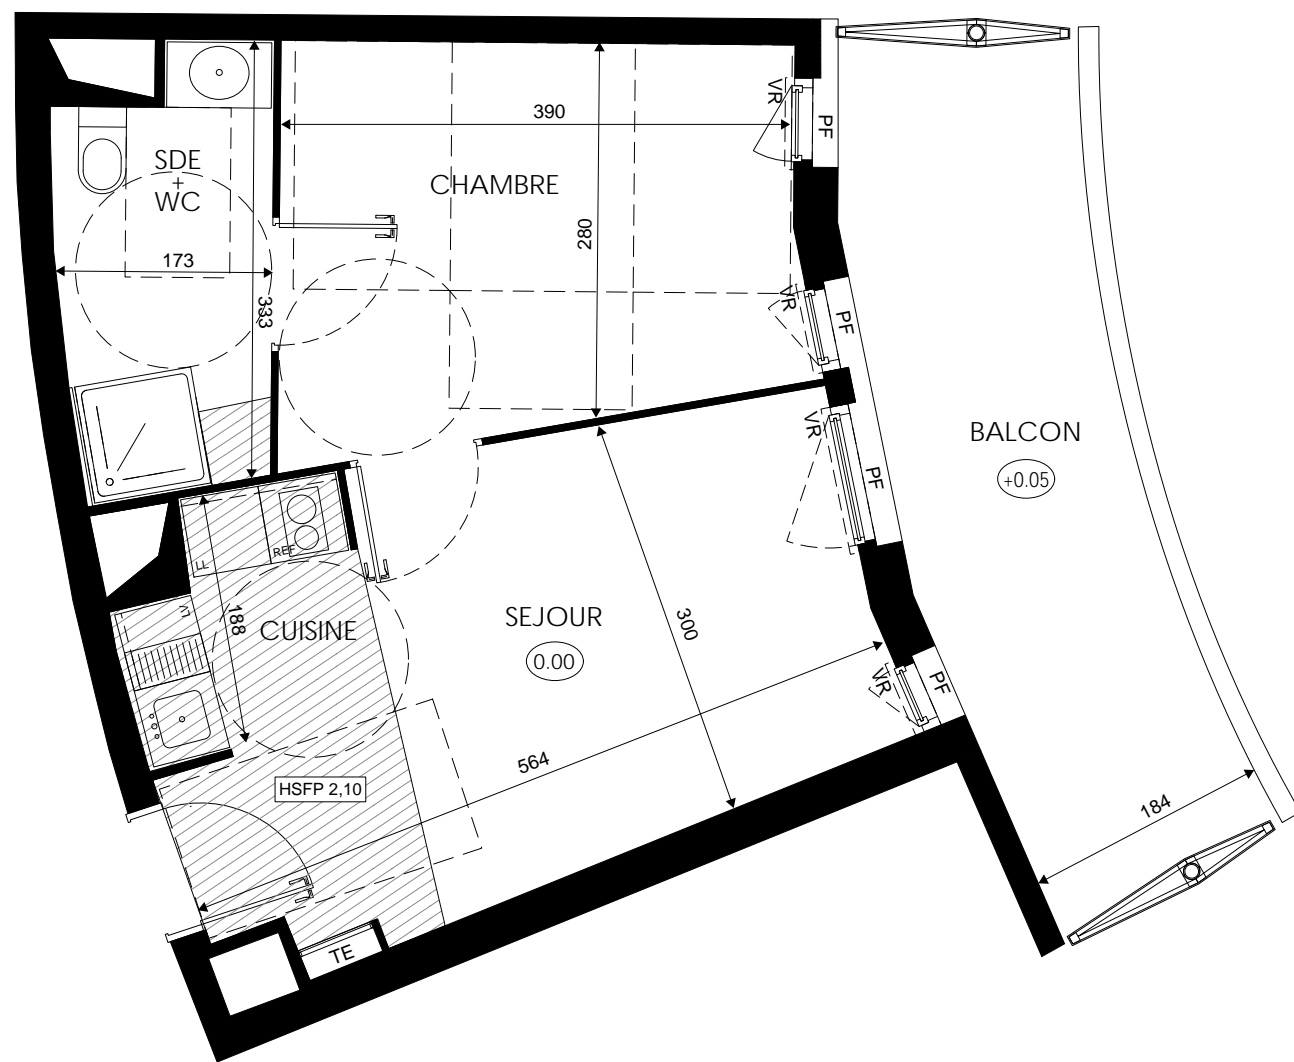 VR
390
PF
SDE
+
WC
CHAMBRE
280
173
333
VR
PF
VR
BALCON
+0.05
PF
REF
188
CUISINE
SEJOUR
0.00
300
VR
PF
564
HSFP 2,10
184
TE